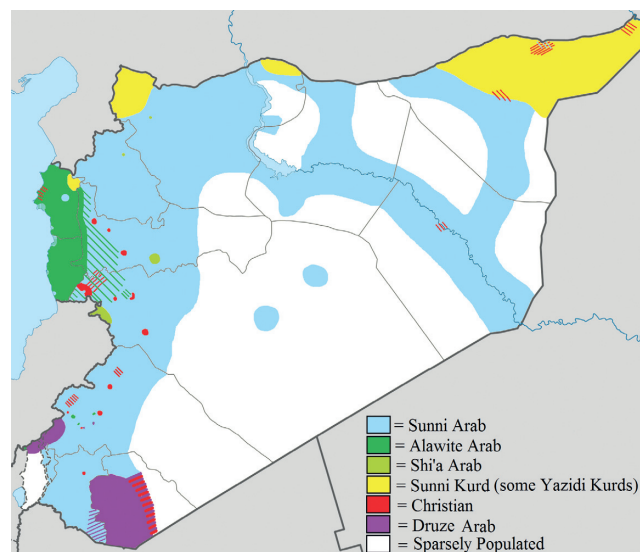 = Sunni Arab
= Alawite Arab
= Shi'a Arab
= Sunni Kurd (some Yazidi Kurds)
= Christian
= Druze Arab
= Sparsely Populated